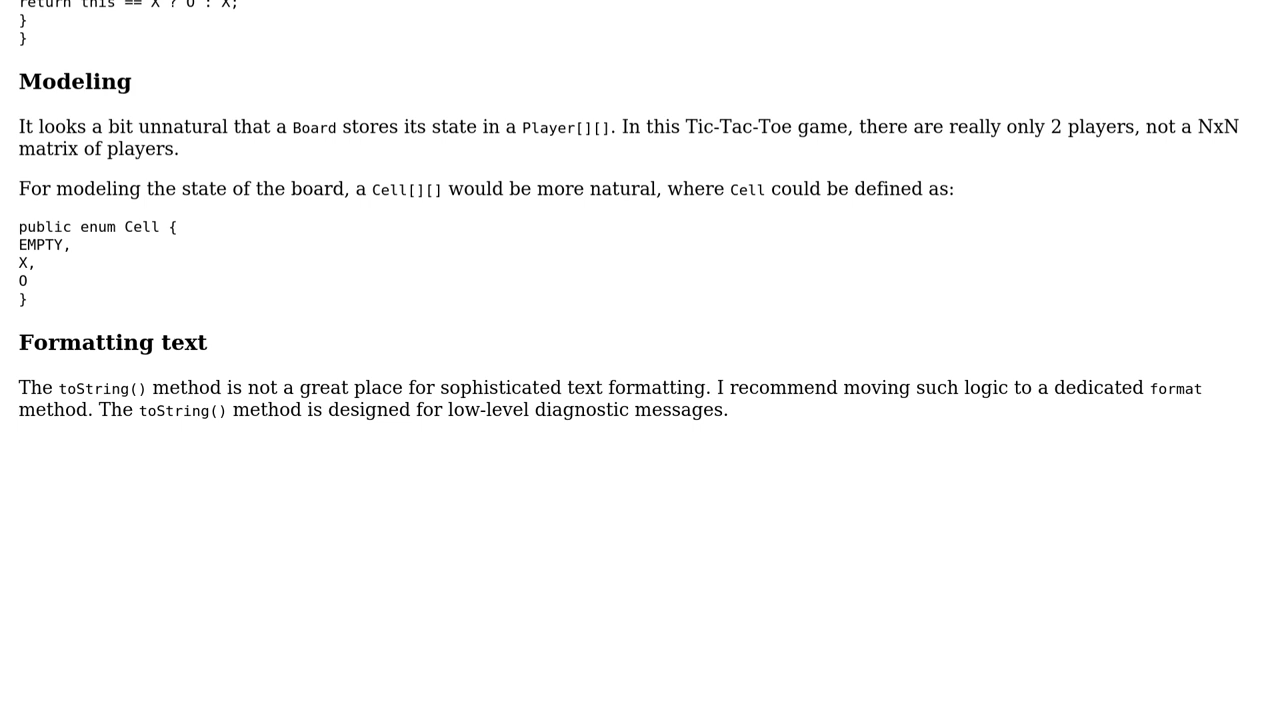 return this == X ? O : X;
}
}
Modeling
It looks a bit unnatural that a Board stores its state in a Player[][]. In this Tic-Tac-Toe game, there are really only 2 players, not a NxN
matrix of players.
For modeling the state of the board, a Cell[][] would be more natural, where Cell could be defined as:
public enum Cell {
EMPTY,
X,
O
}
Formatting text
The toString() method is not a great place for sophisticated text formatting. I recommend moving such logic to a dedicated format
method. The toString() method is designed for low-level diagnostic messages.